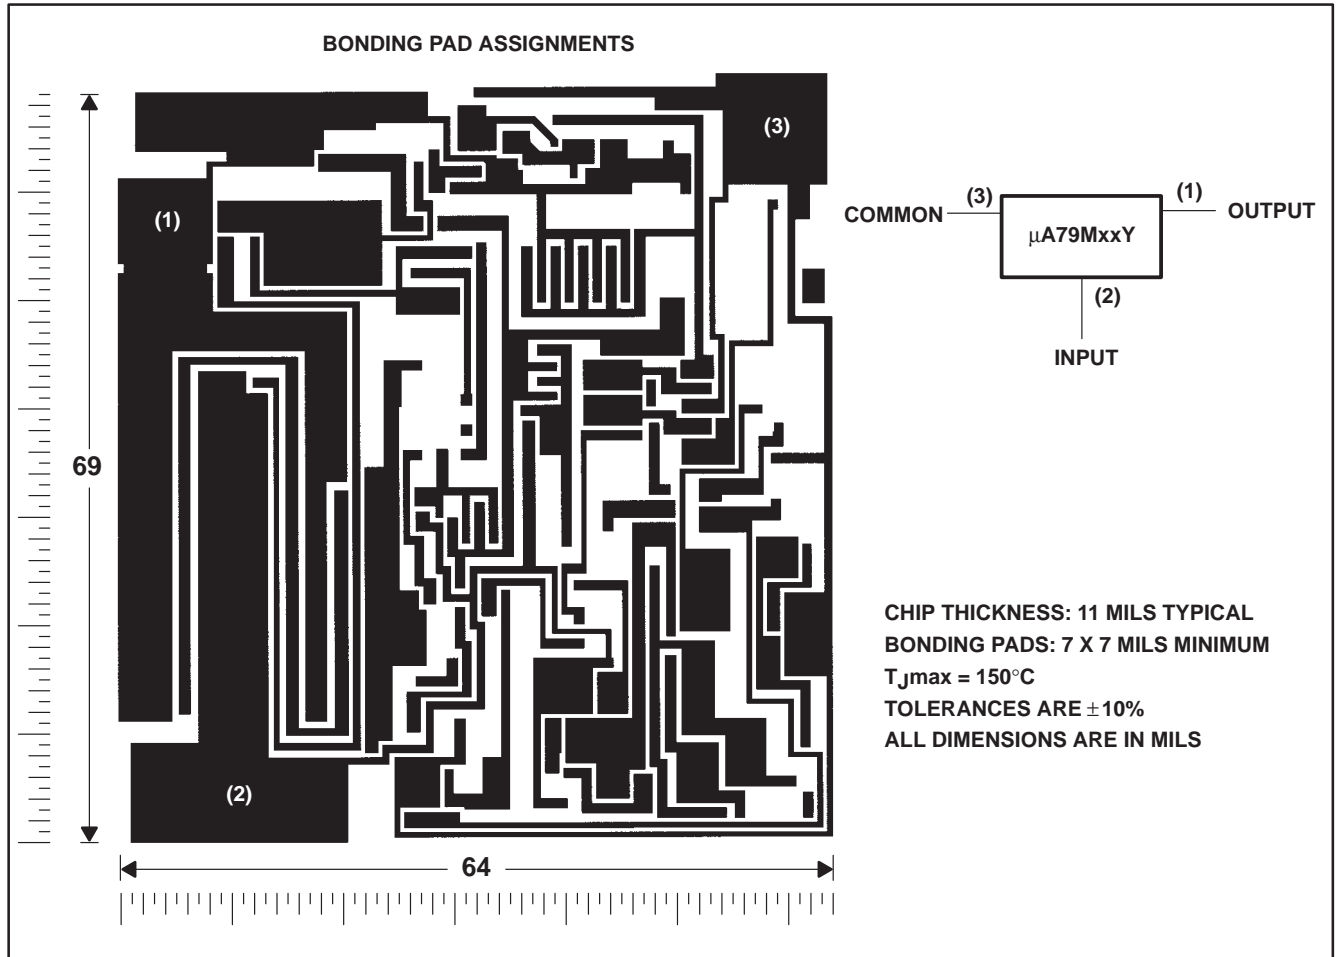 BONDING PAD ASSIGNMENTS
(3)
(1)
(3)
(1)
COMMON
μA79MxxY
OUTPUT
(2)
INPUT
69
CHIP THICKNESS: 11 MILS TYPICAL
BONDING PADS: 7 X 7 MILS MINIMUM
TJmax = 150°C
TOLERANCES ARE ±10%
ALL DIMENSIONS ARE IN MILS
(2)
64